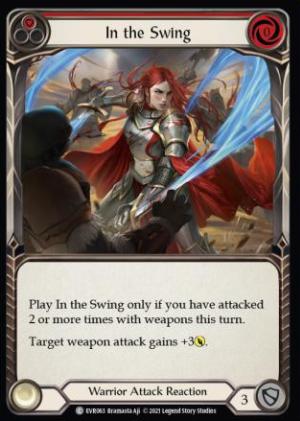 In the Swing
Play In the Swing only if you have attacked
2 or more times with weapons this turn.
Target weapon attack gains +3
Warrior Attack Reaction
3
C EVR065 Bramasta Aji © 2021 Legend Story Studios